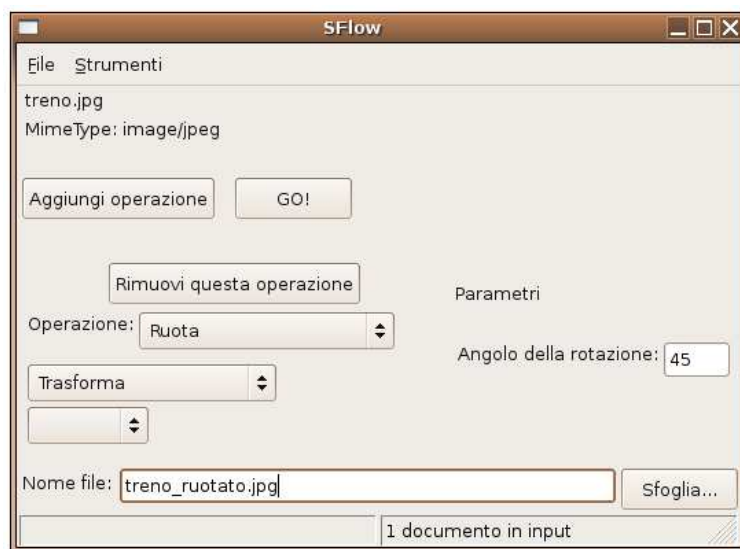 SFlow
File Strumenti
treno.jpg
MimeType: image/jpeg
Aggiungi operazione GO!
Rimuovi questa operazione
Parametri
Operazione: Ruota
Angolo della rotazione: 45
Trasforma
Nome file: treno_ruotato.jpg Sfoglia...
1 documento in input